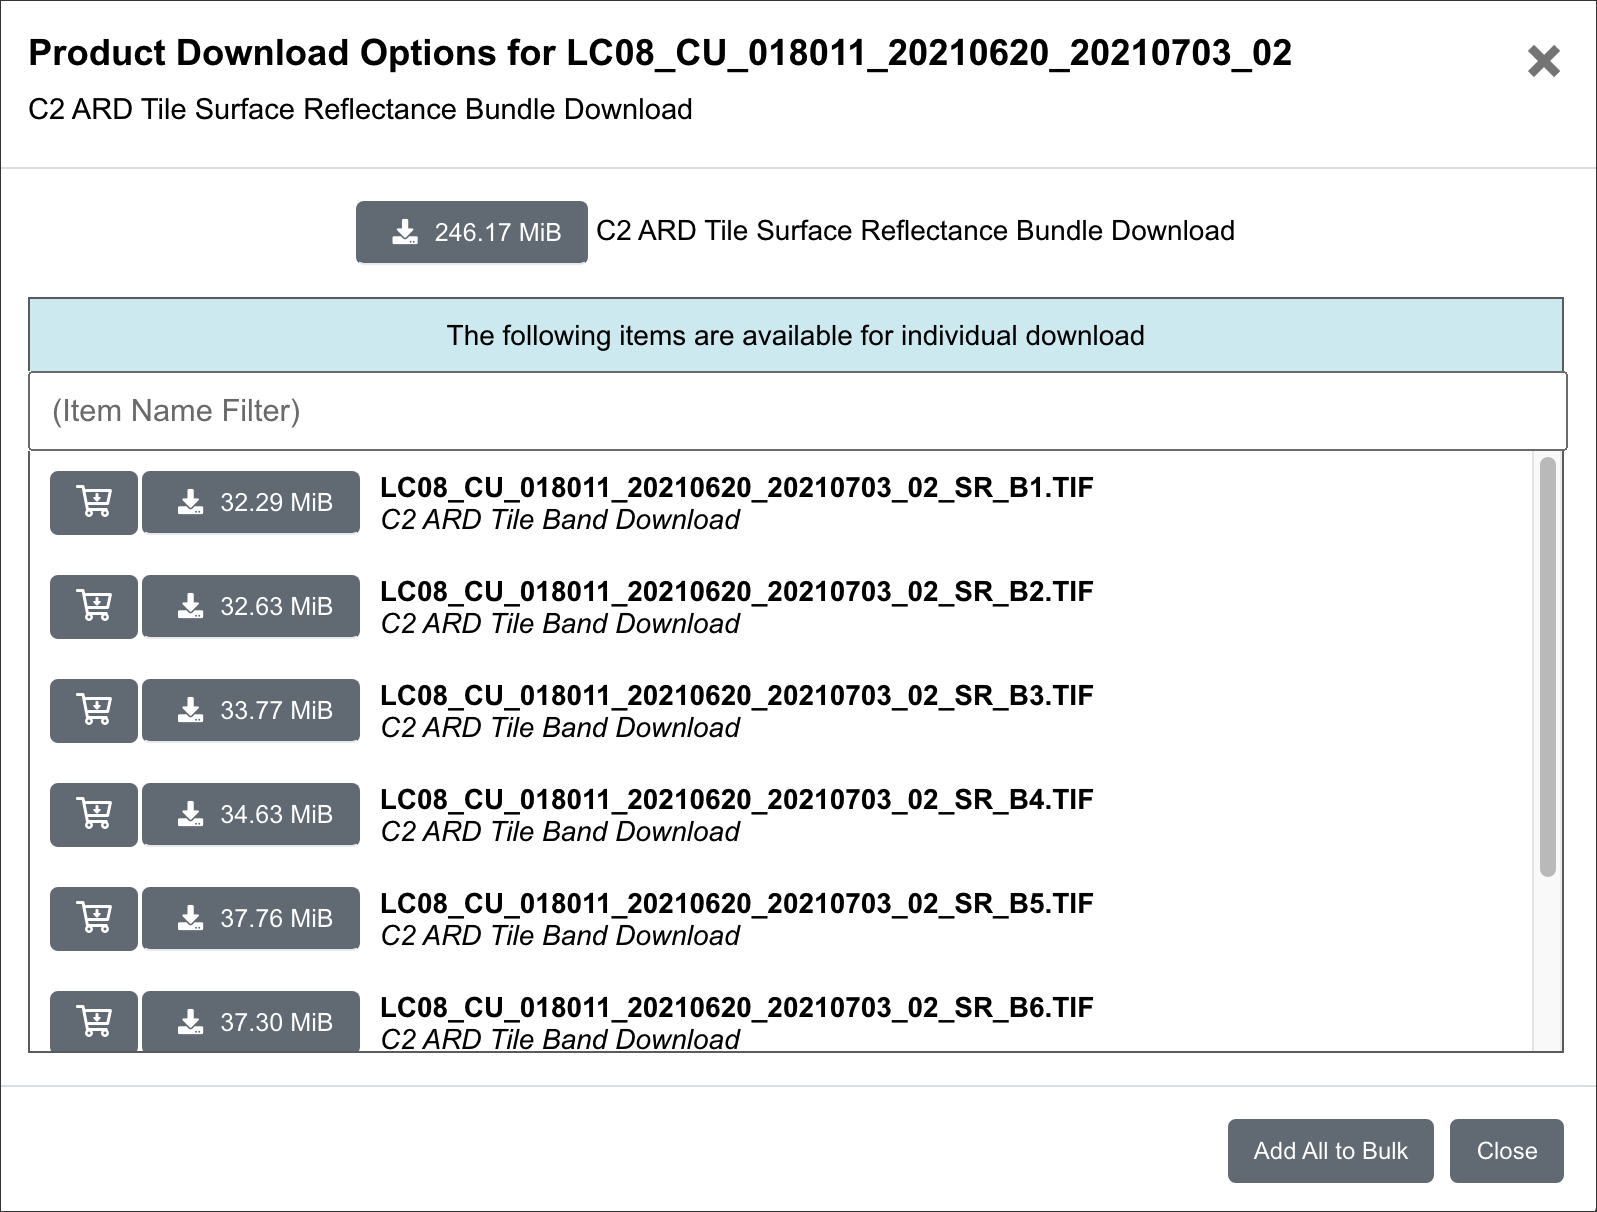 Product Download Options for LC08_CU_018011_20210620_20210703_02
C2 ARD Tile Surface Reflectance Bundle Download
246.17 MiB C2 ARD Tile Surface Reflectance Bundle Download
The following items are available for individual download
(Item Name Filter)
32.29 MiB LC08_CU_018011_20210620_20210703_02_SR_B1.TIF
C2 ARD Tile Band Download
32.63 MiB LC08_CU_018011_20210620_20210703_02_SR_B2.TIF
C2 ARD Tile Band Download
33.77 MiB LC08_CU_018011_20210620_20210703_02_SR_B3.TIF
C2 ARD Tile Band Download
34.63 MiB LC08_CU_018011_20210620_20210703_02_SR_B4.TIF
C2 ARD Tile Band Download
37.76 MiB LC08_CU_018011_20210620_20210703_02_SR_B5.TIF
C2 ARD Tile Band Download
37.30 MiB LC08_CU_018011_20210620_20210703_02_SR_B6.TIF
C2 ARD Tile Band Download
Add All to Bulk Close